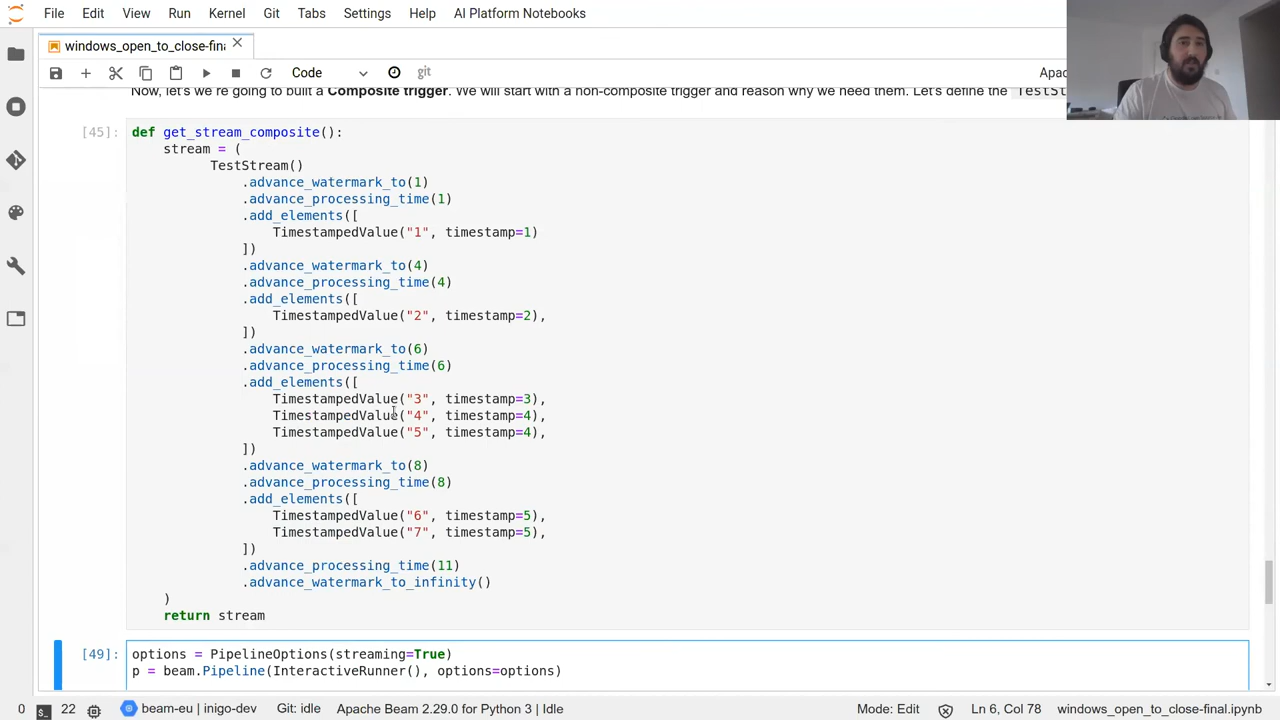 File Edit View Run Kernel Git Tabs Settings Help AI Platform Notebooks
windows_open_to_close-fina
Code git Apac
Now, let's we're going to built a Composite trigger. We will start with a non-composite trigger and reason why we need them. Let's define the TestSt
[45]: def get_stream_composite():
stream = (
TestStream()
.advance_watermark_to(1)
.advance_processing_time(1)
.add_elements([
TimestampedValue("1", timestamp=1)
])
.advance_watermark_to(4)
.advance_processing_time(4)
.add_elements([
TimestampedValue("2", timestamp=2),
])
.advance_watermark_to(6)
.advance_processing_time(6)
.add_elements([
TimestampedValue("3", timestamp=3),
TimestampedValue("4", timestamp=4),
TimestampedValue("5", timestamp=4),
])
.advance_watermark_to(8)
.advance_processing_time(8)
.add_elements([
TimestampedValue("6", timestamp=5),
TimestampedValue("7", timestamp=5),
])
.advance_processing_time(11)
.advance_watermark_to_infinity()
)
return stream
[49]: options = PipelineOptions(streaming=True)
p = beam.Pipeline(InteractiveRunner(), options=options)
0 $_ 22 beam-eu | inigo-dev Git: idle Apache Beam 2.29.0 for Python 3 | Idle Mode: Edit Ln 6, Col 78 windows_open_to_close-final.ipynb